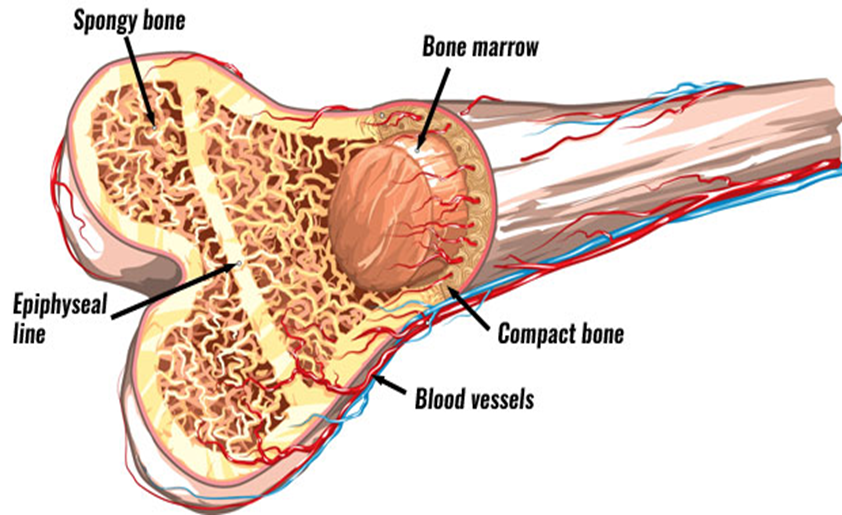 Spongy bone
Bone marrow
Epiphyseal
line
Compact bone
Blood vessels